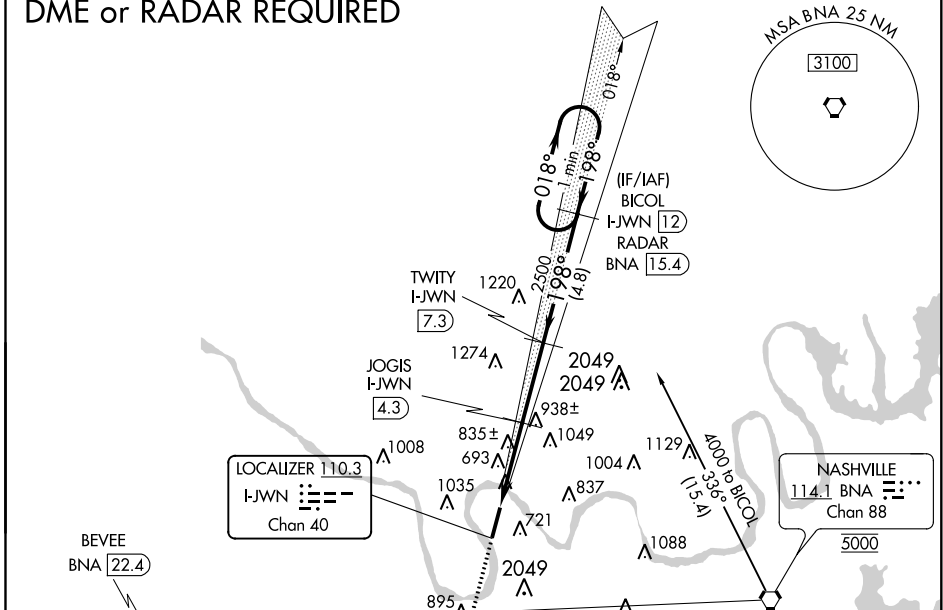 DME or RADAR REQUIRED
MSA BNA 25 NM
3100
018°
018°
1 min
198°
(IF/IAF)
BICOL
I-JWN 12
RADAR
BNA 15.4
2500
198°
(4.8)
TWITY
I-JWN
7.3
1220
1274
JOGIS
I-JWN
4.3
2049
2049
938±
835±
1049
1008
693
1129
1004
LOCALIZER 110.3
I-JWN
Chan 40
1035
837
721
4000 to BICOL
336°
(15.4)
NASHVILLE
114.1 BNA
Chan 88
5000
1088
BEVEE
BNA 22.4
2049
895